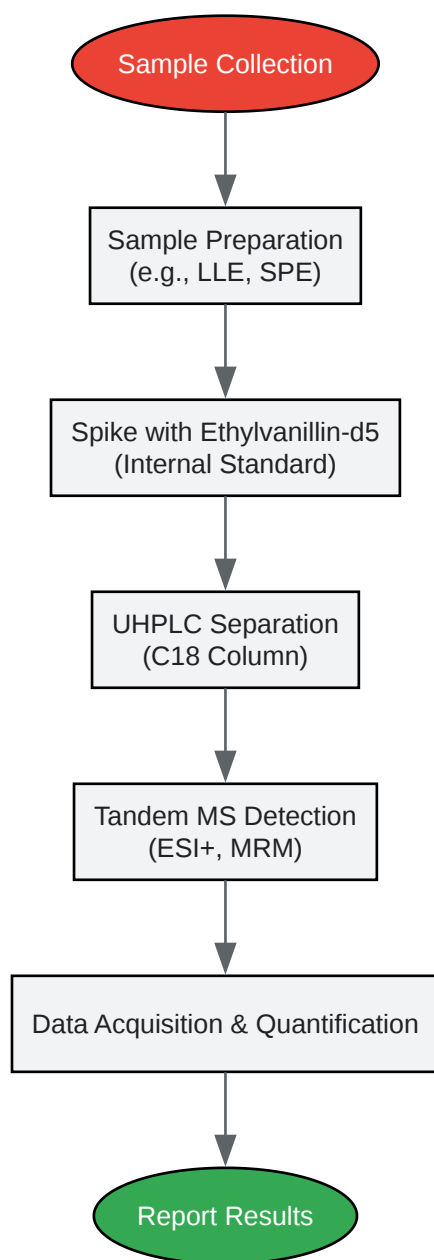 Sample Collection
Sample Preparation
(e.g., LLE, SPE)
Spike with Ethylvanillin-d5
(Internal Standard)
UHPLC Separation
(C18 Column)
Tandem MS Detection
(ESI+, MRM)
Data Acquisition & Quantification
Report Results